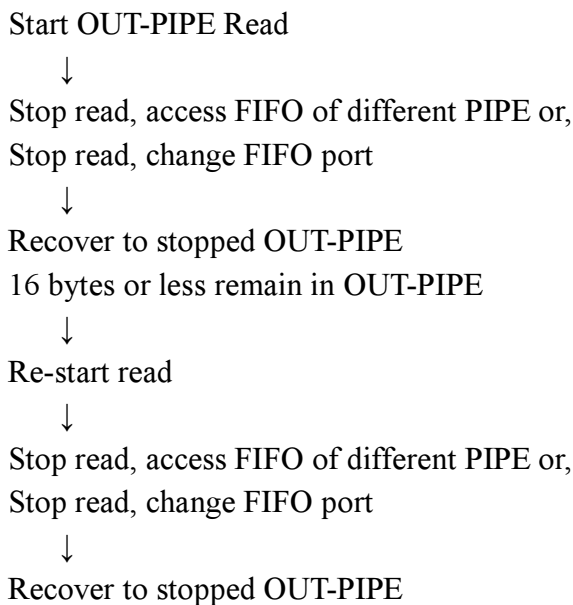 Start OUT-PIPE Read
↓
Stop read, access FIFO of different PIPE or,
Stop read, change FIFO port
↓
Recover to stopped OUT-PIPE
16 bytes or less remain in OUT-PIPE
↓
Re-start read
↓
Stop read, access FIFO of different PIPE or,
Stop read, change FIFO port
↓
Recover to stopped OUT-PIPE